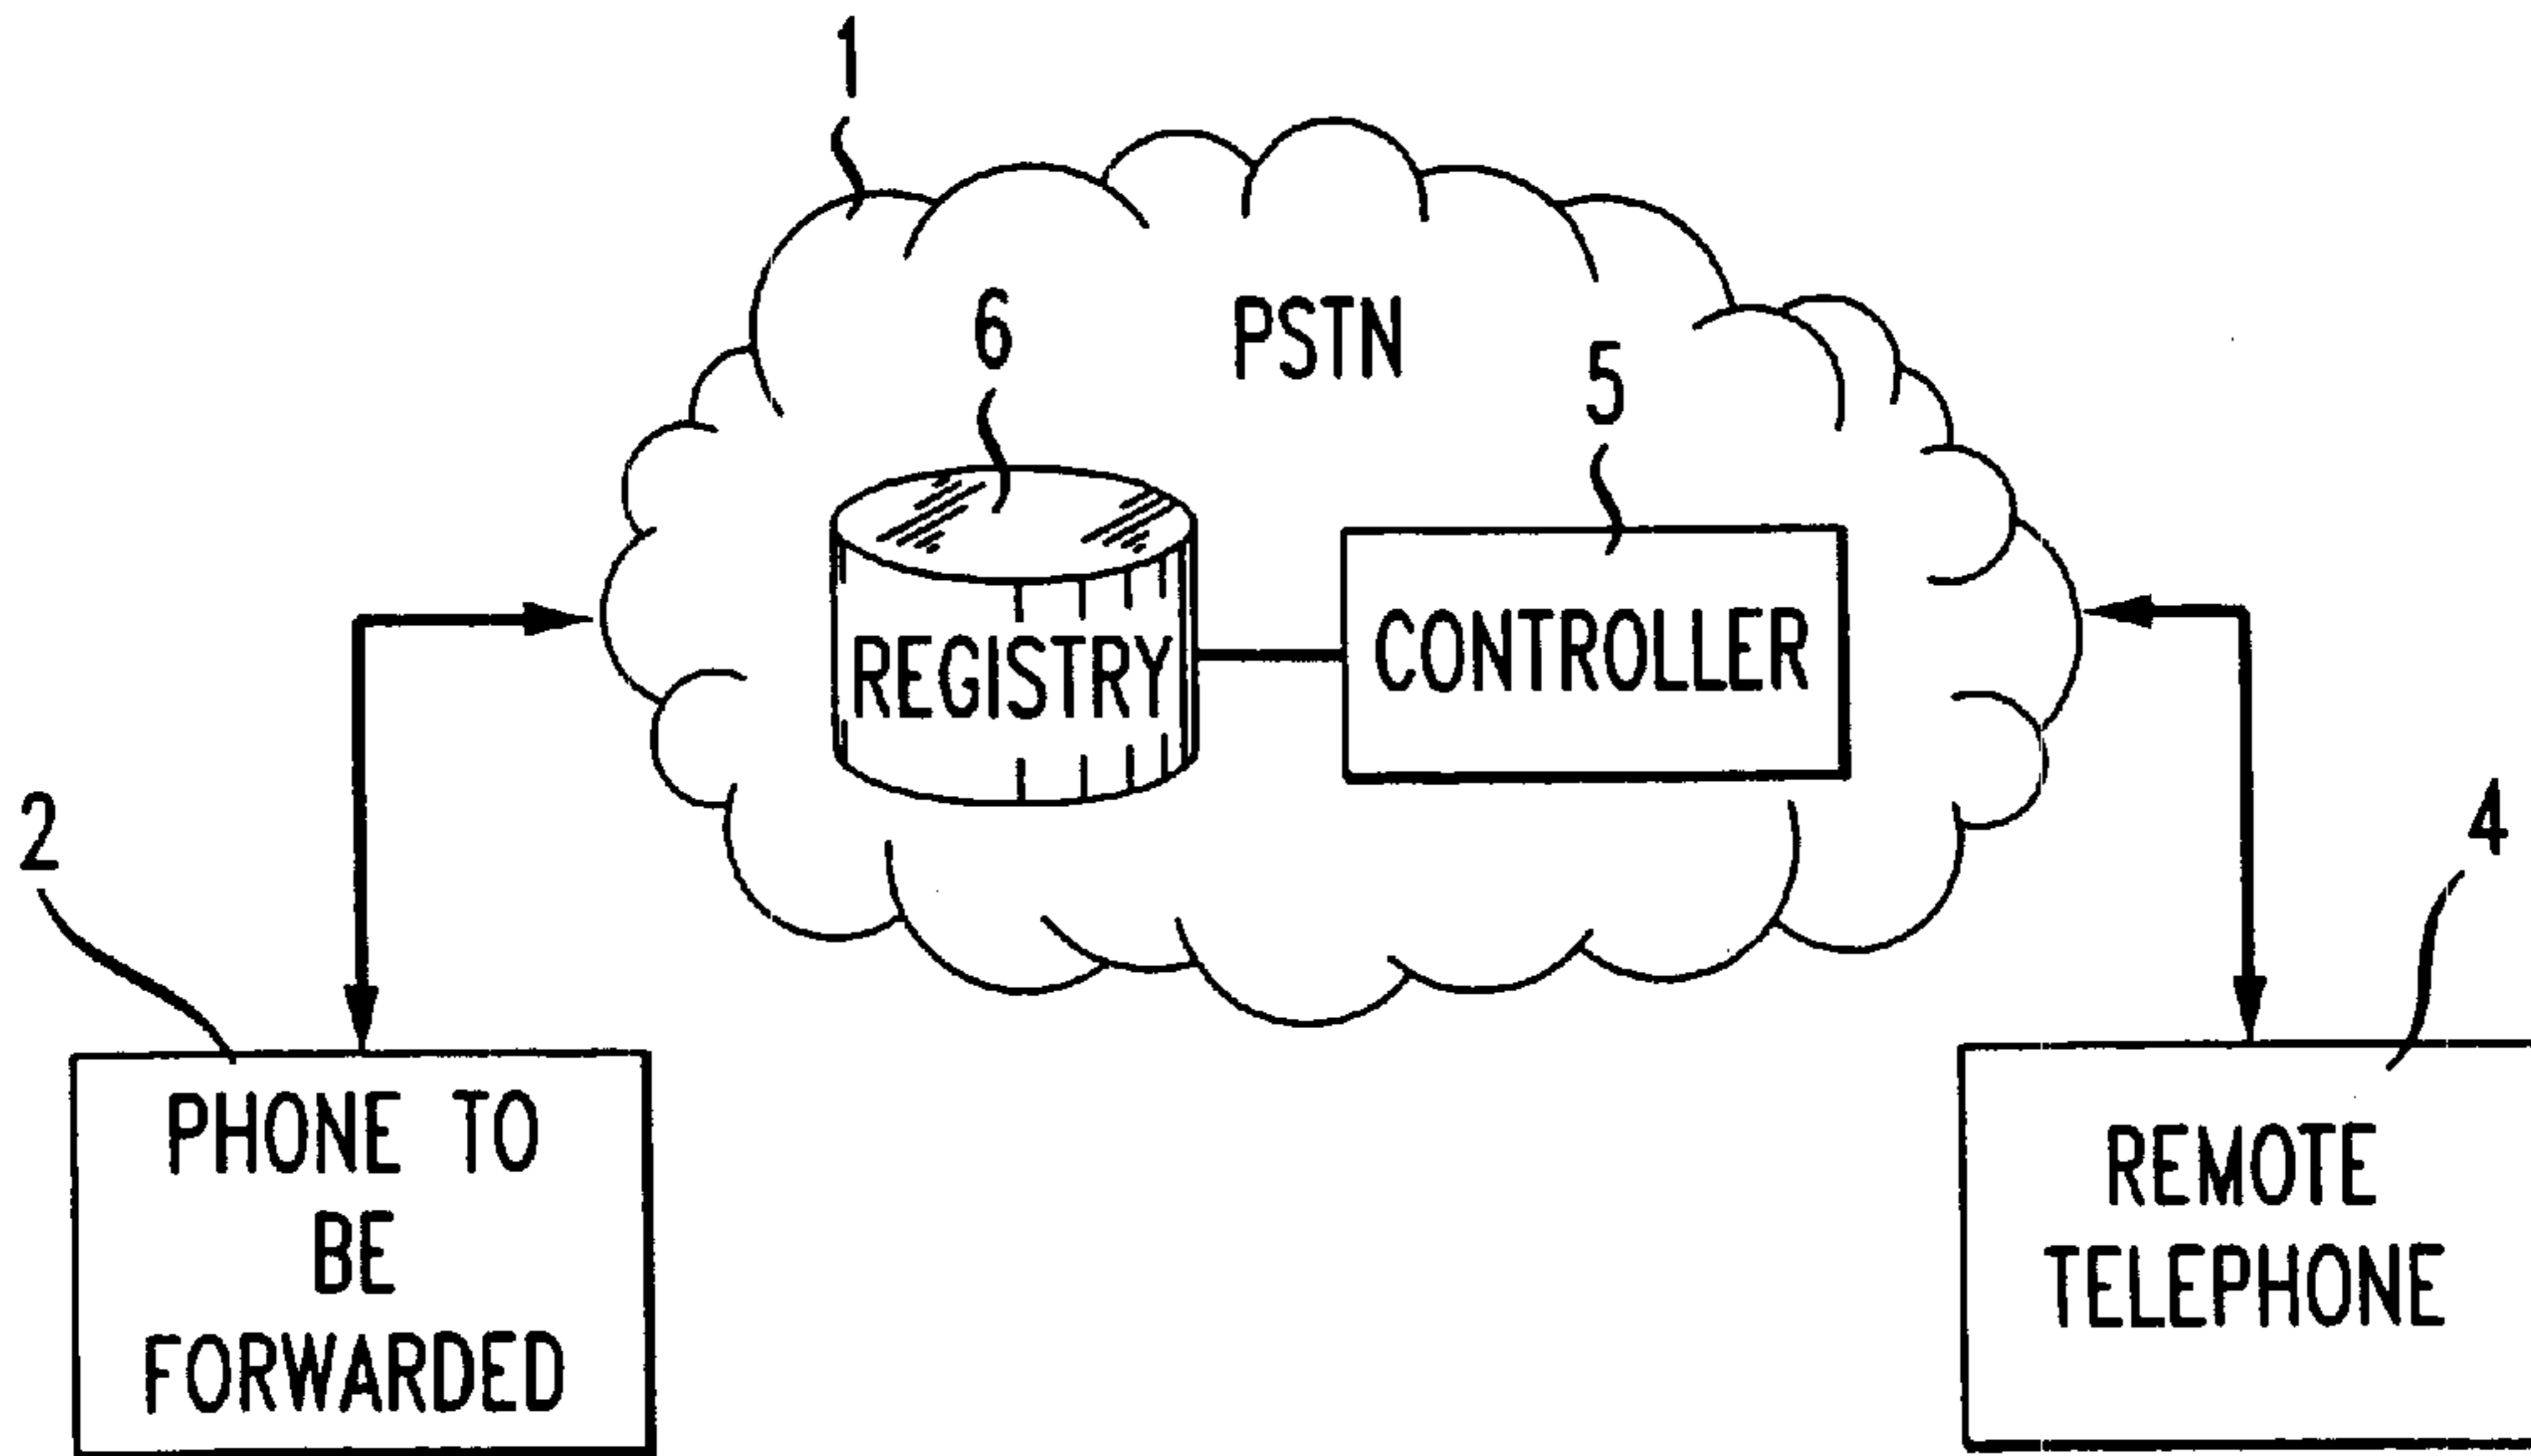 1
PSTN
6
5
REGISTRY
CONTROLLER
2
4
PHONE TO
BE
FORWARDED
REMOTE
TELEPHONE